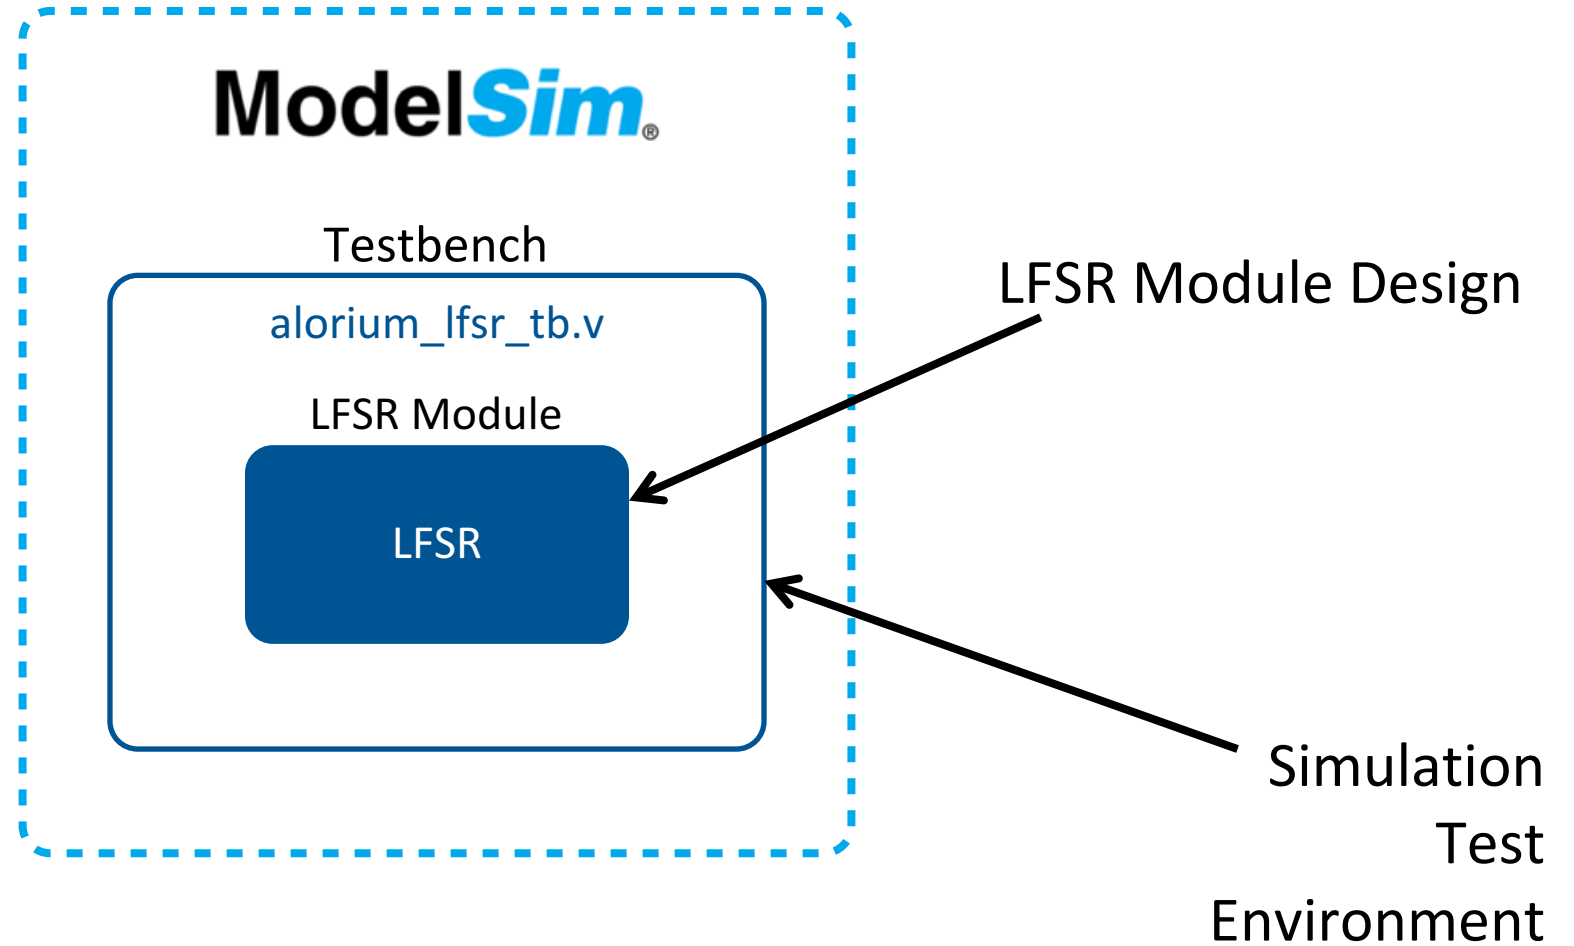 ModelSim®
Testbench
alorium_lfsr_tb.v
LFSR Module
LFSR
LFSR Module Design
Simulation
Test
Environment